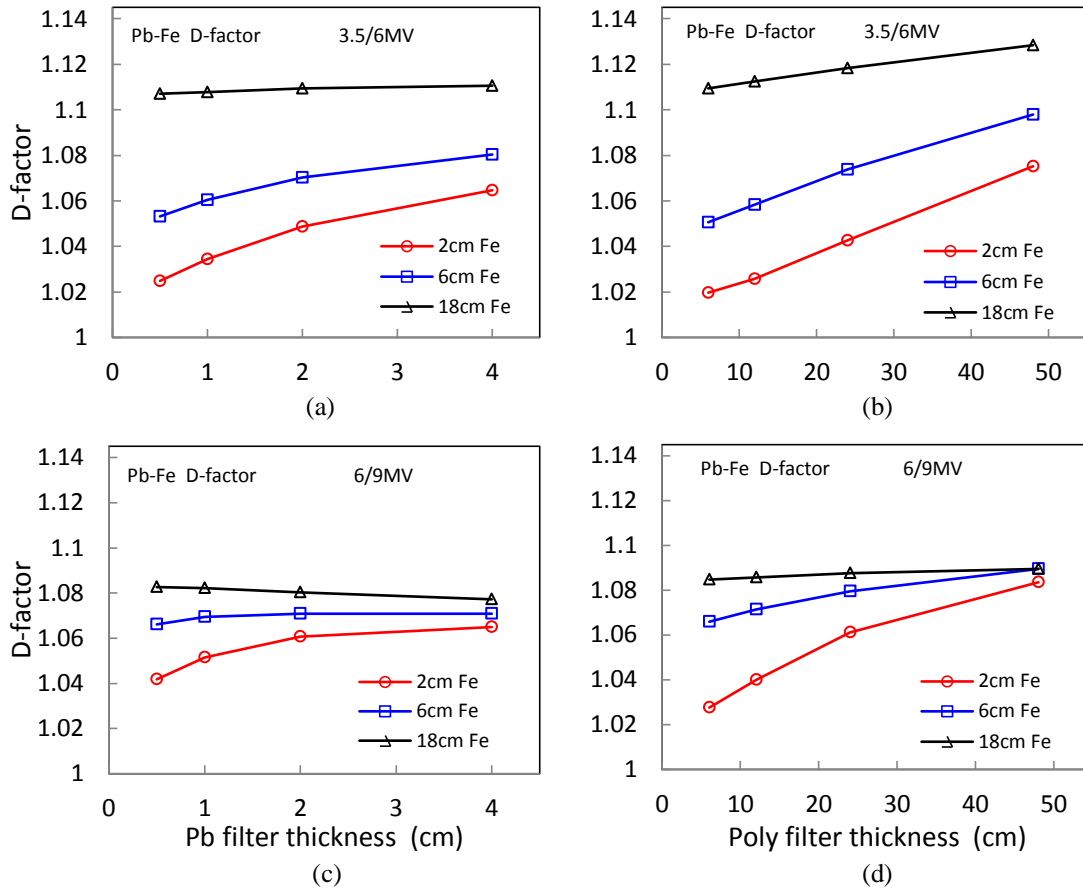 Pb-Fe D-factor 3.5/6MV
D-factor
1.14
1.12
1.1
1.08
1.06
1.04
1.02
1
2cm Fe
6cm Fe
18cm Fe
0 1 2 3 4
(a)
Pb-Fe D-factor 3.5/6MV
1.14
1.12
1.1
1.08
1.06
1.04
1.02
1
2cm Fe
6cm Fe
18cm Fe
0 10 20 30 40 50
(b)
Pb-Fe D-factor 6/9MV
D-factor
1.14
1.12
1.1
1.08
1.06
1.04
1.02
1
2cm Fe
6cm Fe
18cm Fe
0 1 2 3 4
Pb filter thickness (cm)
(c)
Pb-Fe D-factor 6/9MV
1.14
1.12
1.1
1.08
1.06
1.04
1.02
1
2cm Fe
6cm Fe
18cm Fe
0 10 20 30 40 50
Poly filter thickness (cm)
(d)